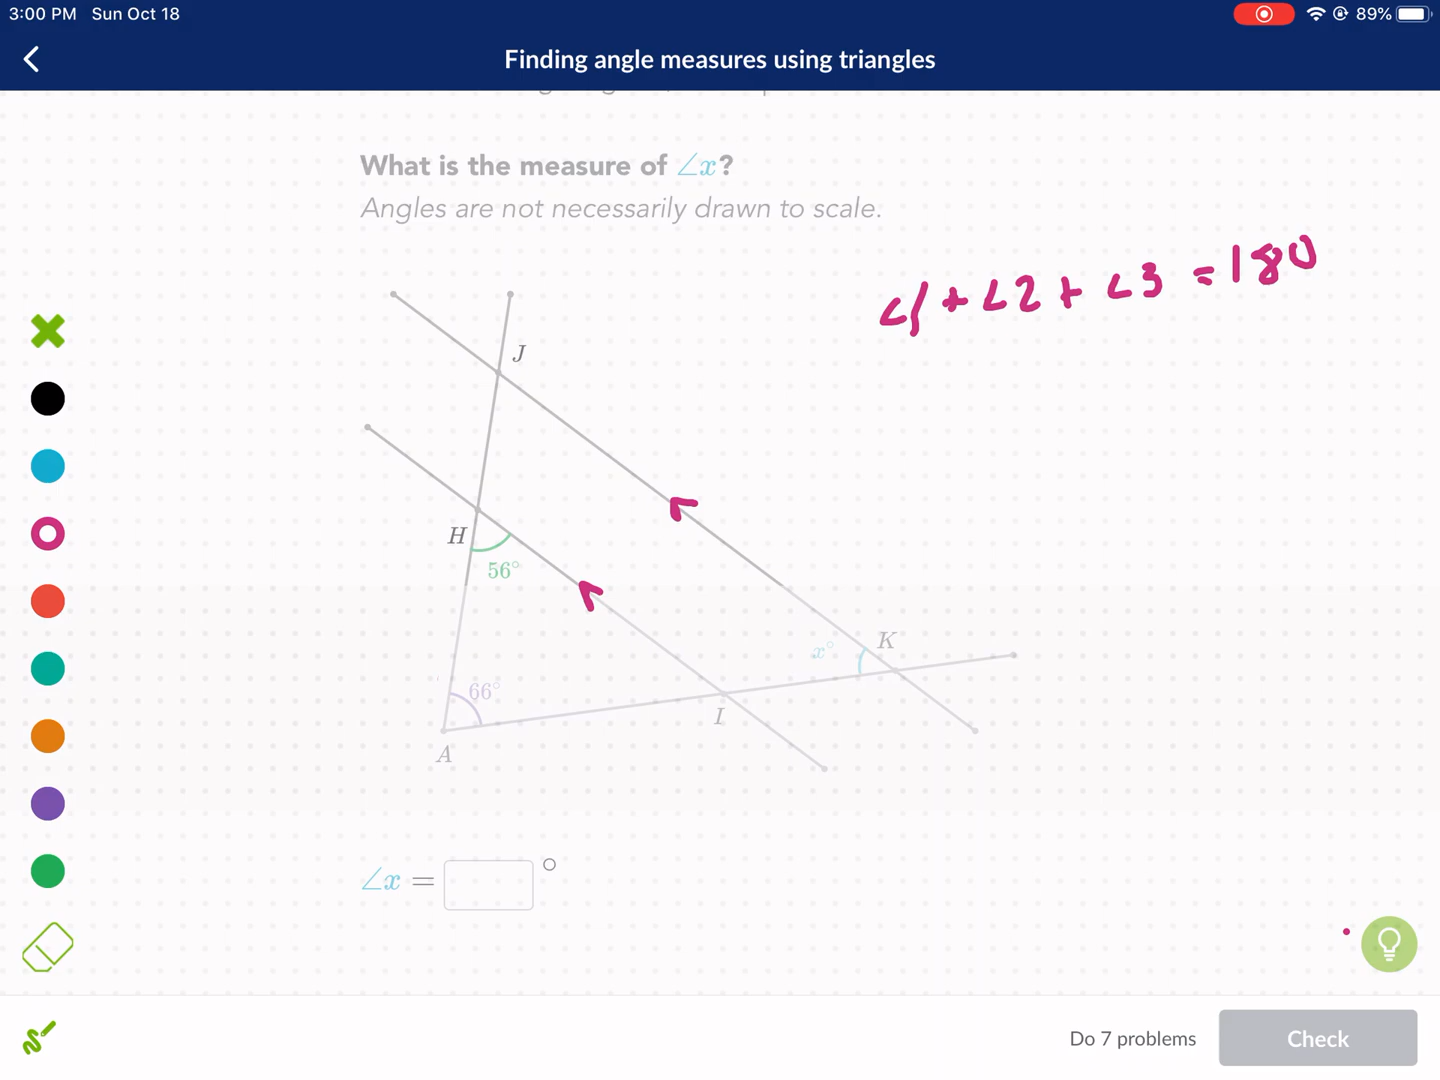 3:00 PM Sun Oct 18
89%
Finding angle measures using triangles
What is the measure of ∠x?
Angles are not necessarily drawn to scale.
∠1 + ∠2 + ∠3 = 180
J
H
56°
x°
K
66°
I
A
∠x = °
Do 7 problems
Check